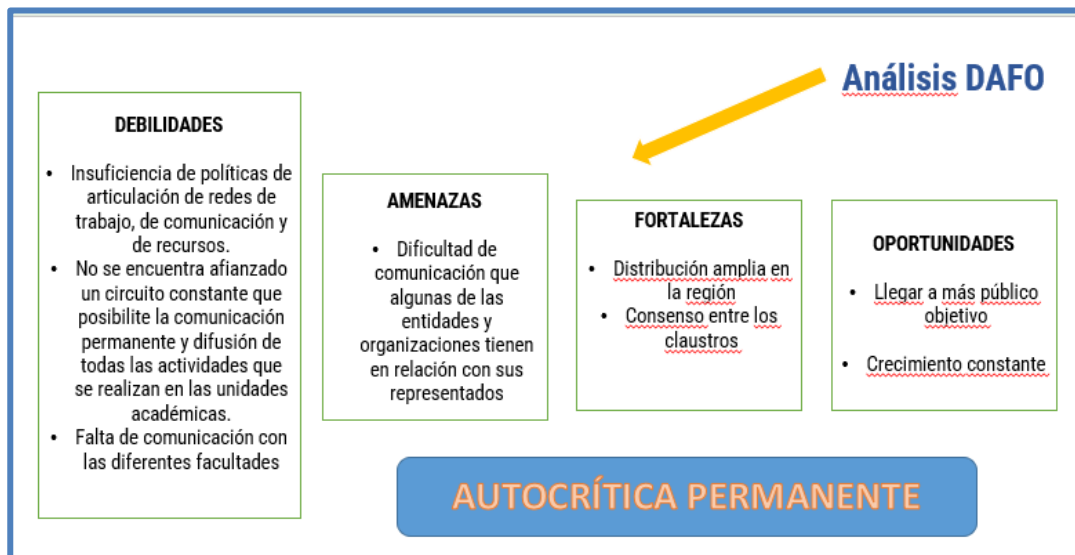 Análisis DAFO
DEBILIDADES
• Insuficiencia de políticas de
articulación de redes de
trabajo, de comunicación y
de recursos.
• No se encuentra afianzado
un circuito constante que
posibilite la comunicación
permanente y difusión de
todas las actividades que
se realizan en las unidades
académicas.
• Falta de comunicación con
las diferentes facultades
AMENAZAS
• Dificultad de
comunicación que
algunas de las
entidades y
organizaciones tienen
en relación con sus
representados
FORTALEZAS
• Distribución amplia en
la región
• Consenso entre los
claustros
OPORTUNIDADES
• Llegar a más público
objetivo
• Crecimiento constante
AUTOCRÍTICA PERMANENTE